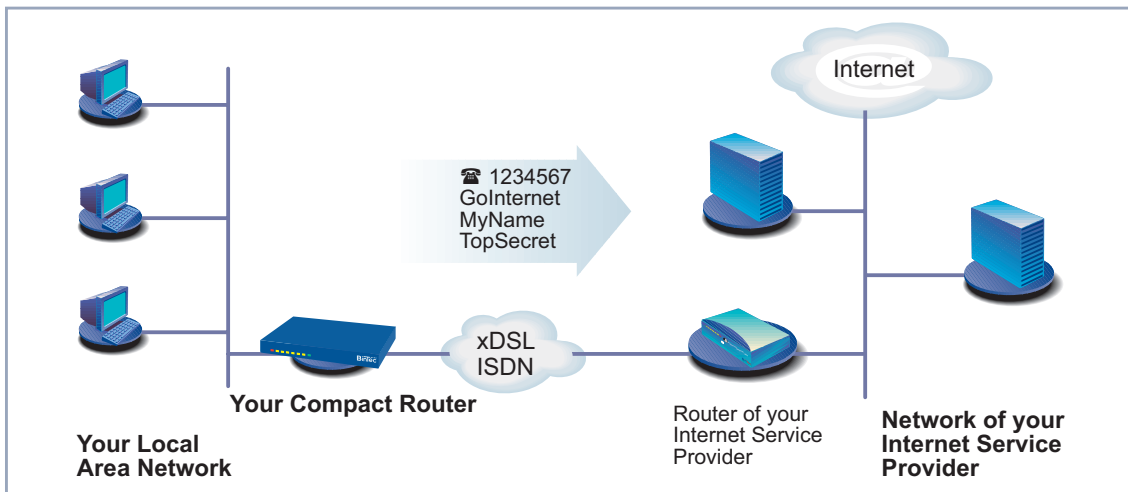 Internet
☎ 1234567
GoInternet
MyName
TopSecret
BinTec
xDSL
ISDN
Your Compact Router
Router of your
Internet Service
Provider
Network of your
Internet Service
Provider
Your Local
Area Network